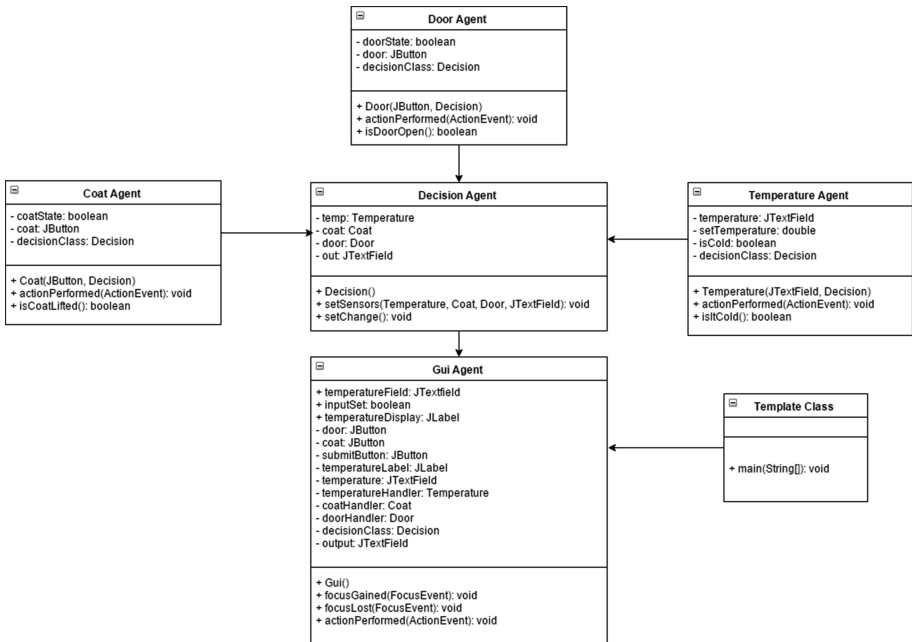 Door Agent
- doorState: boolean
- door: JButton
- decisionClass: Decision
+ Door(JButton, Decision)
+ actionPerformed(ActionEvent): void
+ isDoorOpen(): boolean
Coat Agent
- coatState: boolean
- coat: JButton
- decisionClass: Decision
+ Coat(JButton, Decision)
+ actionPerformed(ActionEvent): void
+ isCoatLifted(): boolean
Decision Agent
- temp: Temperature
- coat: Coat
- door: Door
- out: JTextField
+ Decision()
+ setSensors(Temperature, Coat, Door, JTextField): void
+ setChange(): void
Temperature Agent
- temperature: JTextField
- setTemperature: double
- isCold: boolean
- decisionClass: Decision
+ Temperature(JTextField, Decision)
+ actionPerformed(ActionEvent): void
+ isItCold(): boolean
Gui Agent
+ temperatureField: JTextfield
+ inputSet: boolean
+ temperatureDisplay: JLabel
- door: JButton
- coat: JButton
- submitButton: JButton
- temperatureLabel: JLabel
- temperature: JTextField
- temperatureHandler: Temperature
- coatHandler: Coat
- doorHandler: Door
- decisionClass: Decision
- output: JTextField
+ Gui()
+ focusGained(FocusEvent): void
+ focusLost(FocusEvent): void
+ actionPerformed(ActionEvent): void
Template Class
+ main(String[]): void